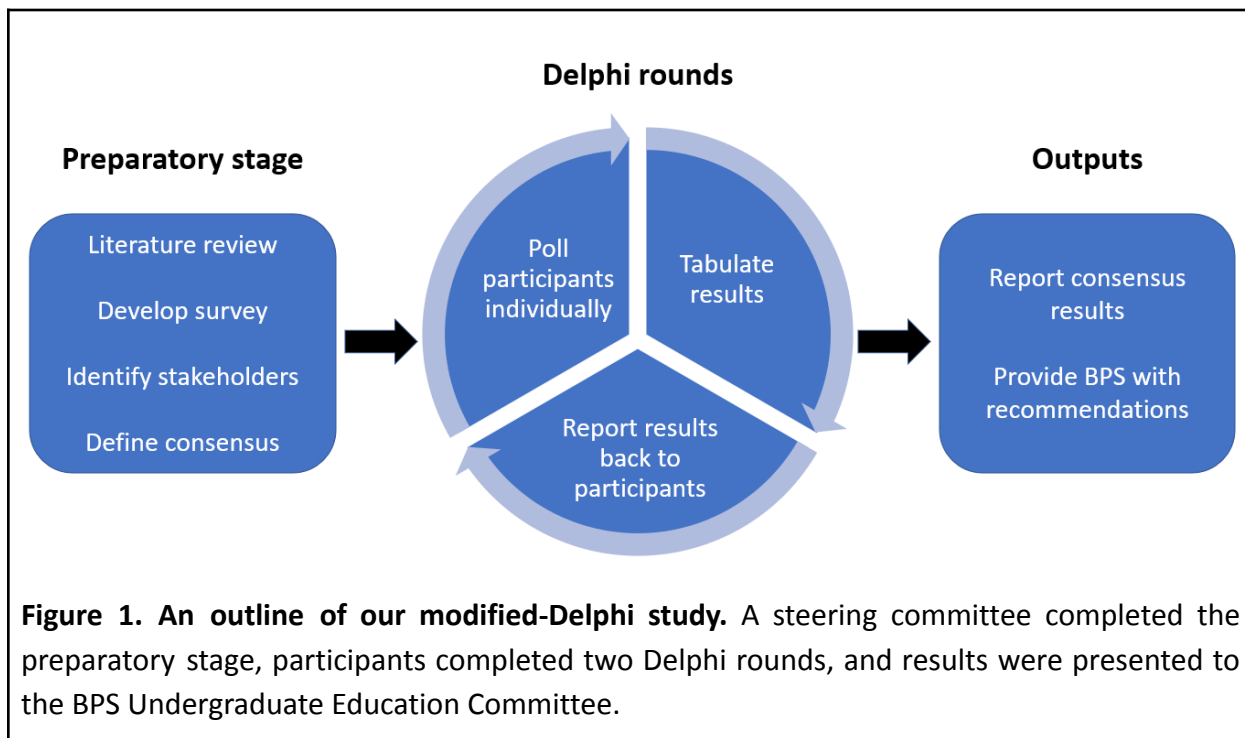 Delphi rounds
Preparatory stage
Literature review
Develop survey
Identify stakeholders
Define consensus
Poll
participants
individually
Tabulate
results
Report results
back to
participants
Outputs
Report consensus
results
Provide BPS with
recommendations
Figure 1. An outline of our modified-Delphi study. A steering committee completed the
preparatory stage, participants completed two Delphi rounds, and results were presented to
the BPS Undergraduate Education Committee.